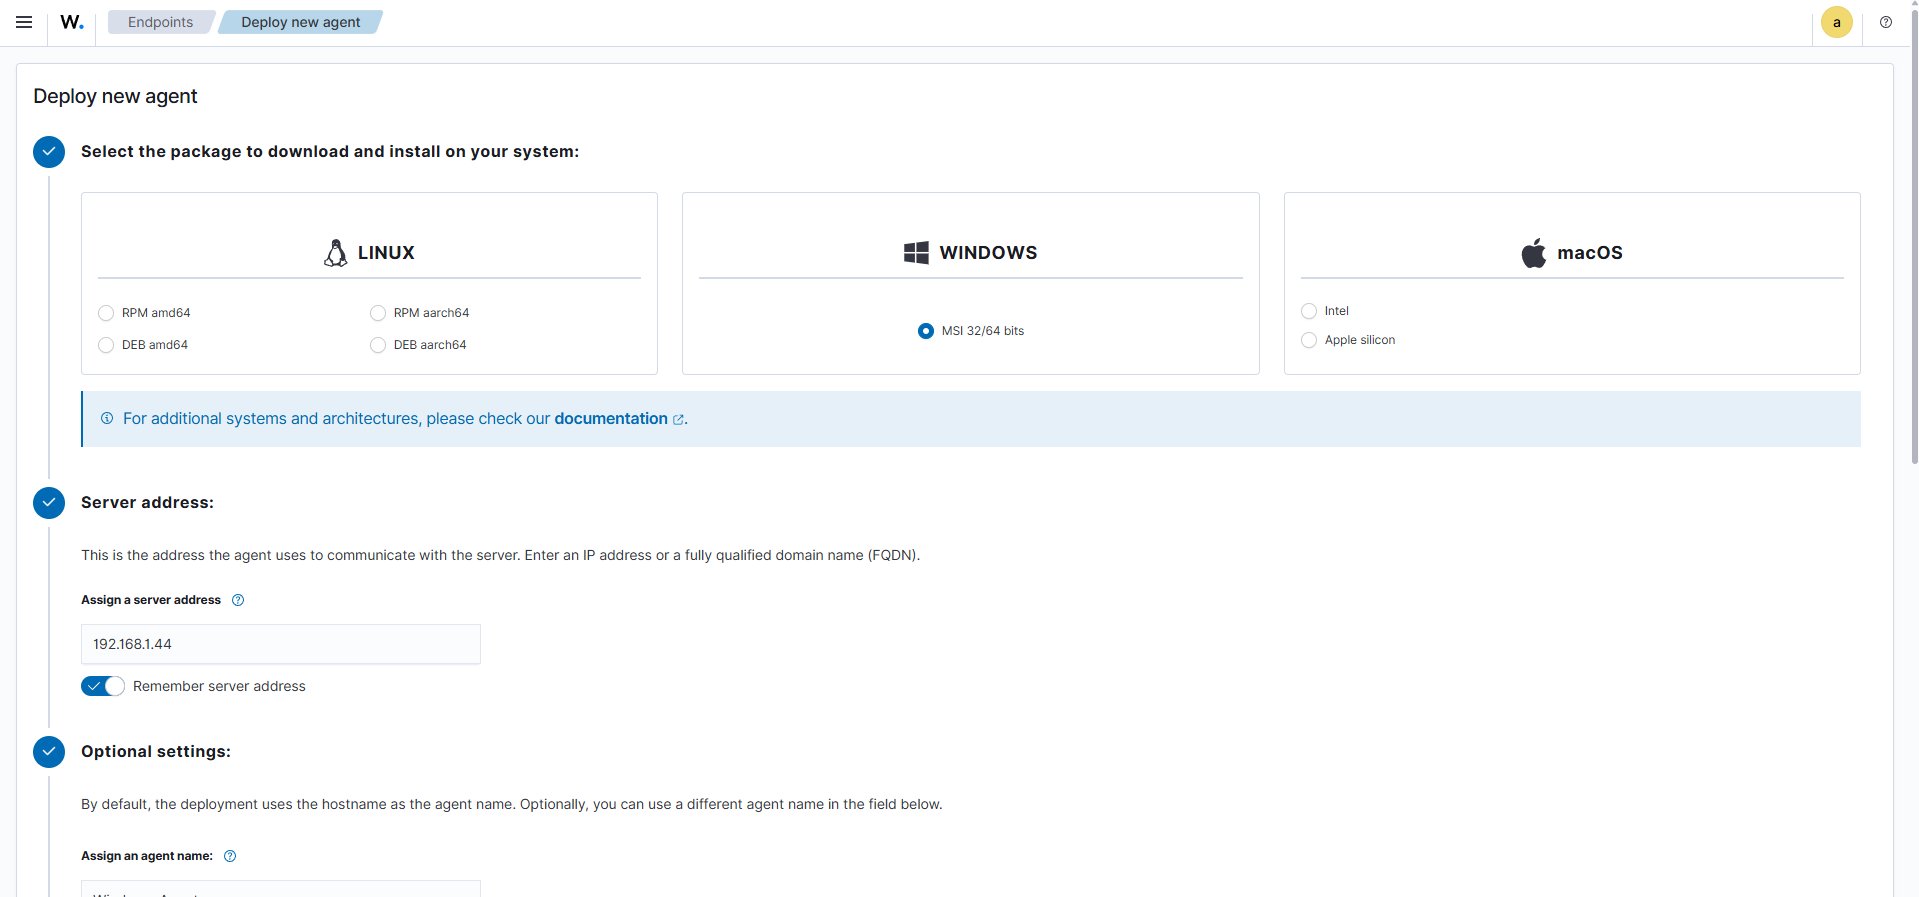 W.
Endpoints
Deploy new agent
a
Deploy new agent
Select the package to download and install on your system:
LINUX
RPM amd64
RPM aarch64
DEB amd64
DEB aarch64
WINDOWS
MSI 32/64 bits
macOS
Intel
Apple silicon
For additional systems and architectures, please check our documentation.
Server address:
This is the address the agent uses to communicate with the server. Enter an IP address or a fully qualified domain name (FQDN).
Assign a server address
192.168.1.44
Remember server address
Optional settings:
By default, the deployment uses the hostname as the agent name. Optionally, you can use a different agent name in the field below.
Assign an agent name: